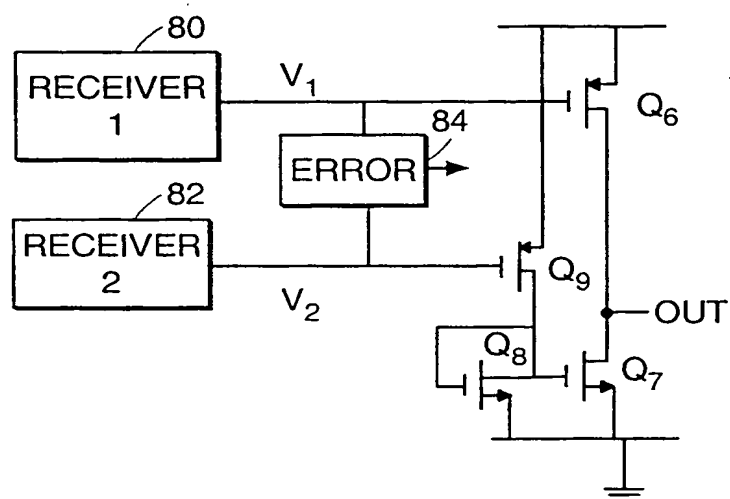 80
RECEIVER
1
V1
84
ERROR
Q6
82
RECEIVER
2
V2
Q9
OUT
Q8
Q7